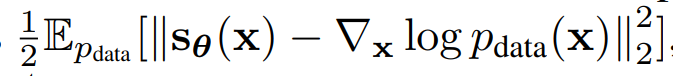 ½𝔼_{p_data}[‖s_θ(x) − ∇_x log p_data(x)‖₂²],